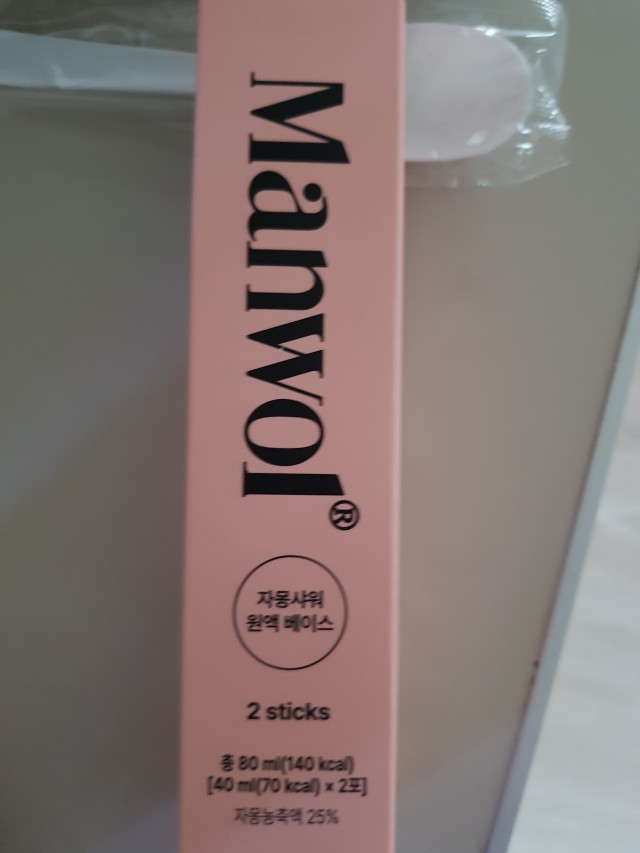 Manwol®
자몽샤워
원액 베이스
2 sticks
총 80 ml(140 kcal)
[40 ml(70 kcal) × 2포]
자몽농축액 25%